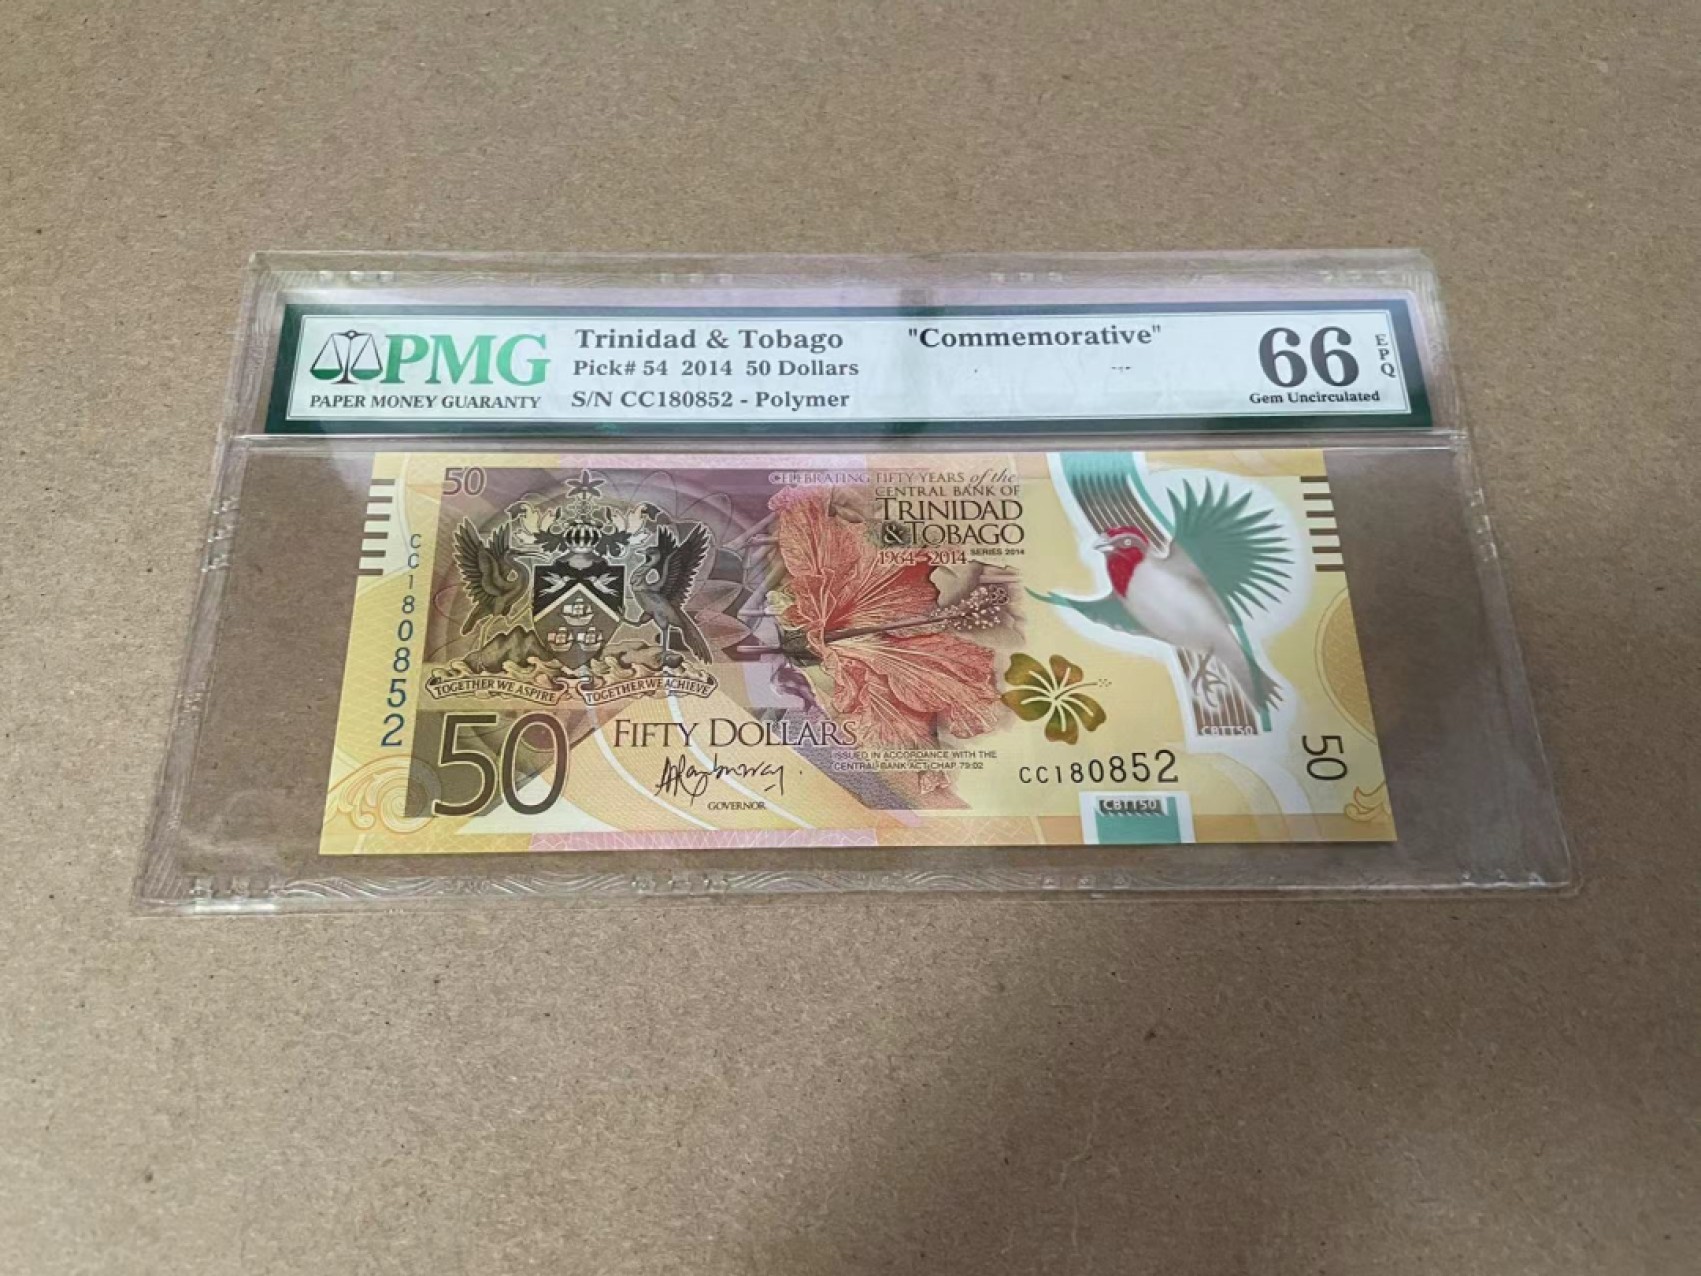 PMG
PAPER MONEY GUARANTY
Trinidad & Tobago
Pick# 54 2014 50 Dollars
S/N CC180852 - Polymer
"Commemorative"
66
EPQ
Gem Uncirculated
50
CELEBRATING FIFTY YEARS of the
CENTRAL BANK OF
TRINIDAD
& TOBAGO
1964-2014 SERIES 2014
CC180852
TOGETHER WE ASPIRE TOGETHER WE ACHIEVE
50
FIFTY DOLLARS
ISSUED IN ACCORDANCE WITH THE
CENTRAL BANK ACT CHAP. 79:02
GOVERNOR
CBTT50
CC180852
50
CBTT50